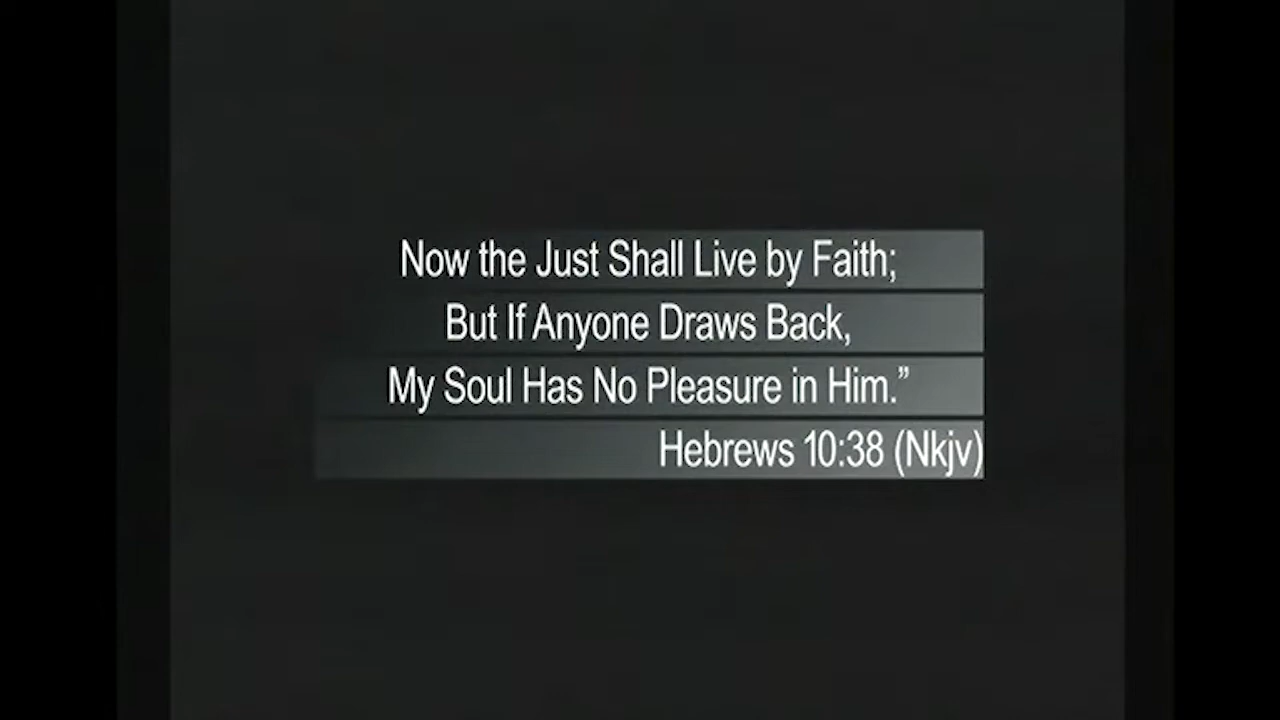 Now the Just Shall Live by Faith;
But If Anyone Draws Back,
My Soul Has No Pleasure in Him.”
Hebrews 10:38 (Nkjv)